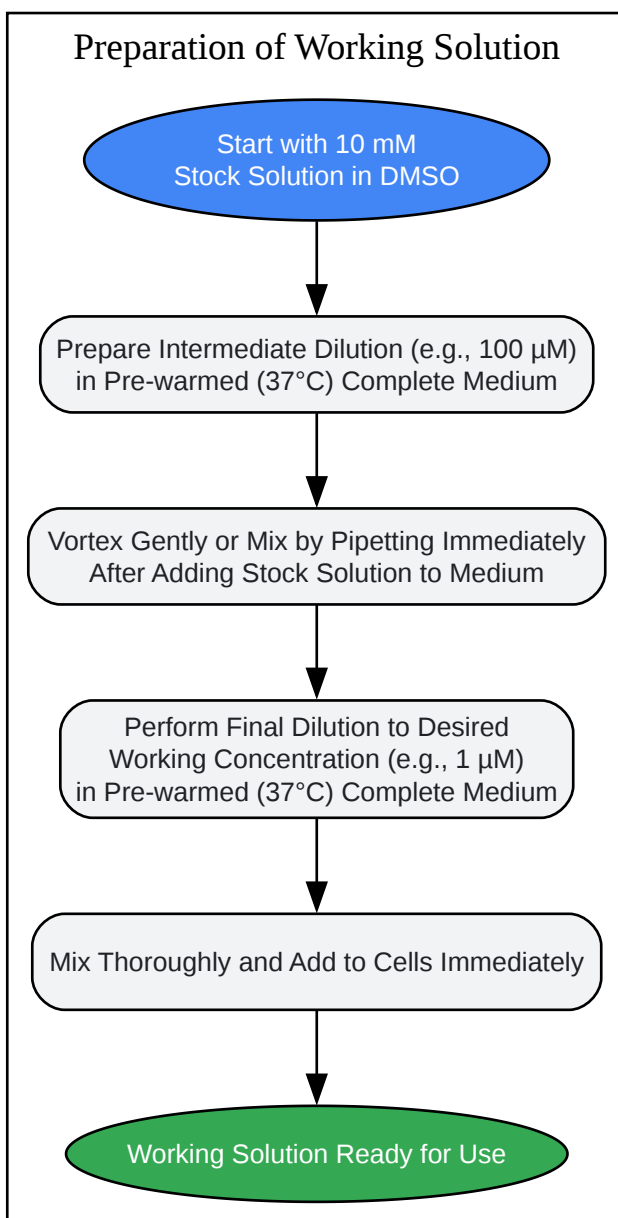 Preparation of Working Solution
Start with 10 mM
Stock Solution in DMSO
Prepare Intermediate Dilution (e.g., 100 µM)
in Pre-warmed (37°C) Complete Medium
Vortex Gently or Mix by Pipetting Immediately
After Adding Stock Solution to Medium
Perform Final Dilution to Desired
Working Concentration (e.g., 1 µM)
in Pre-warmed (37°C) Complete Medium
Mix Thoroughly and Add to Cells Immediately
Working Solution Ready for Use